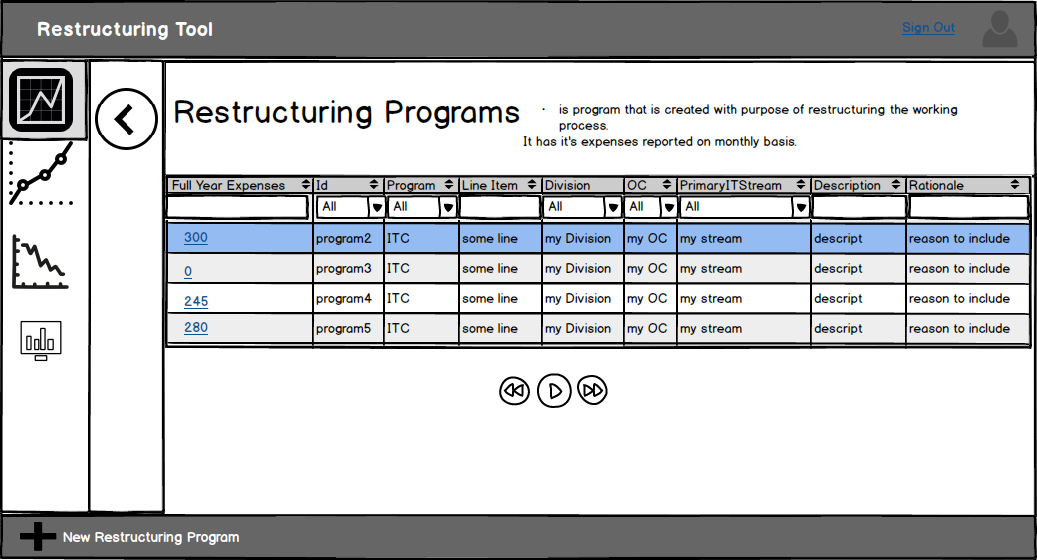 Restructuring Tool
Sign Out
Restructuring Programs
· is program that is created with purpose of restructuring the working
process.
It has it's expenses reported on monthly basis.
Full Year Expenses Id Program Line Item Division OC PrimaryITStream Description Rationale
All All All All All
300 program2 ITC some line my Division my OC my stream descript reason to include
0 program3 ITC some line my Division my OC my stream descript reason to include
245 program4 ITC some line my Division my OC my stream descript reason to include
280 program5 ITC some line my Division my OC my stream descript reason to include
New Restructuring Program